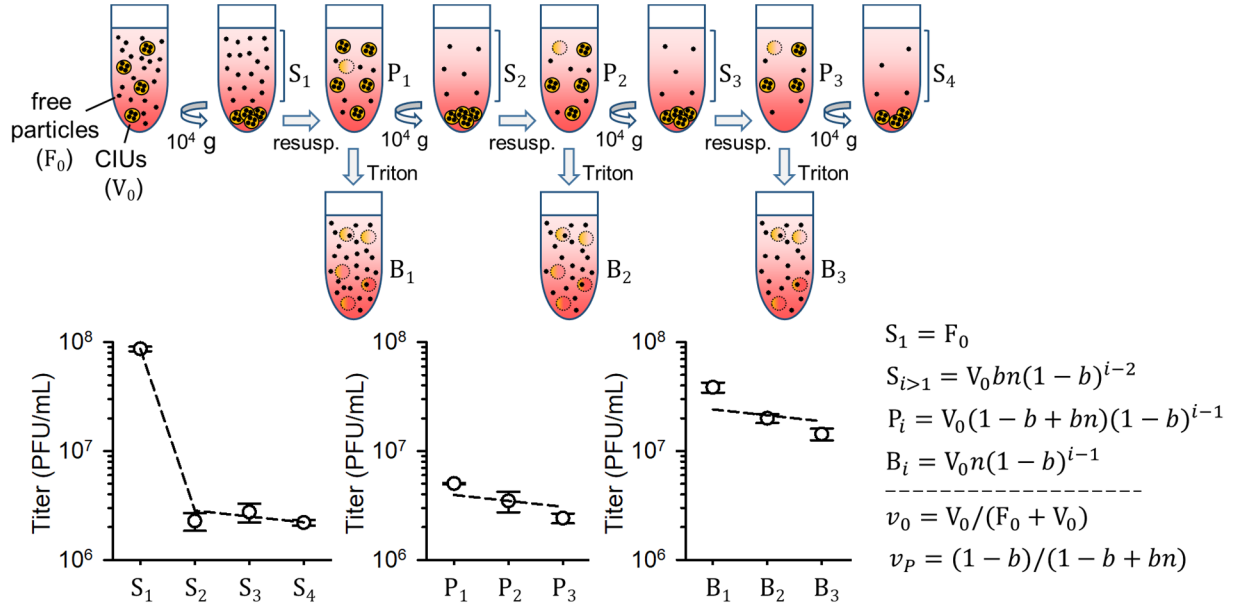 S₁
P₁
S₂
P₂
S₃
P₃
S₄
free
particles
(F₀)
CIUs
(V₀)
10⁴ g
resusp.
10⁴ g
resusp.
10⁴ g
resusp.
10⁴ g
Triton
Triton
Triton
B₁
B₂
B₃
Titer (PFU/mL)
10⁸
10⁷
10⁶
S₁ S₂ S₃ S₄
Titer (PFU/mL)
10⁸
10⁷
10⁶
P₁ P₂ P₃
Titer (PFU/mL)
10⁸
10⁷
10⁶
B₁ B₂ B₃
S₁ = F₀
Sᵢ>₁ = V₀bn(1 − b)ⁱ⁻²
Pᵢ = V₀(1 − b + bn)(1 − b)ⁱ⁻¹
Bᵢ = V₀n(1 − b)ⁱ⁻¹
v₀ = V₀/(F₀ + V₀)
v_P = (1 − b)/(1 − b + bn)